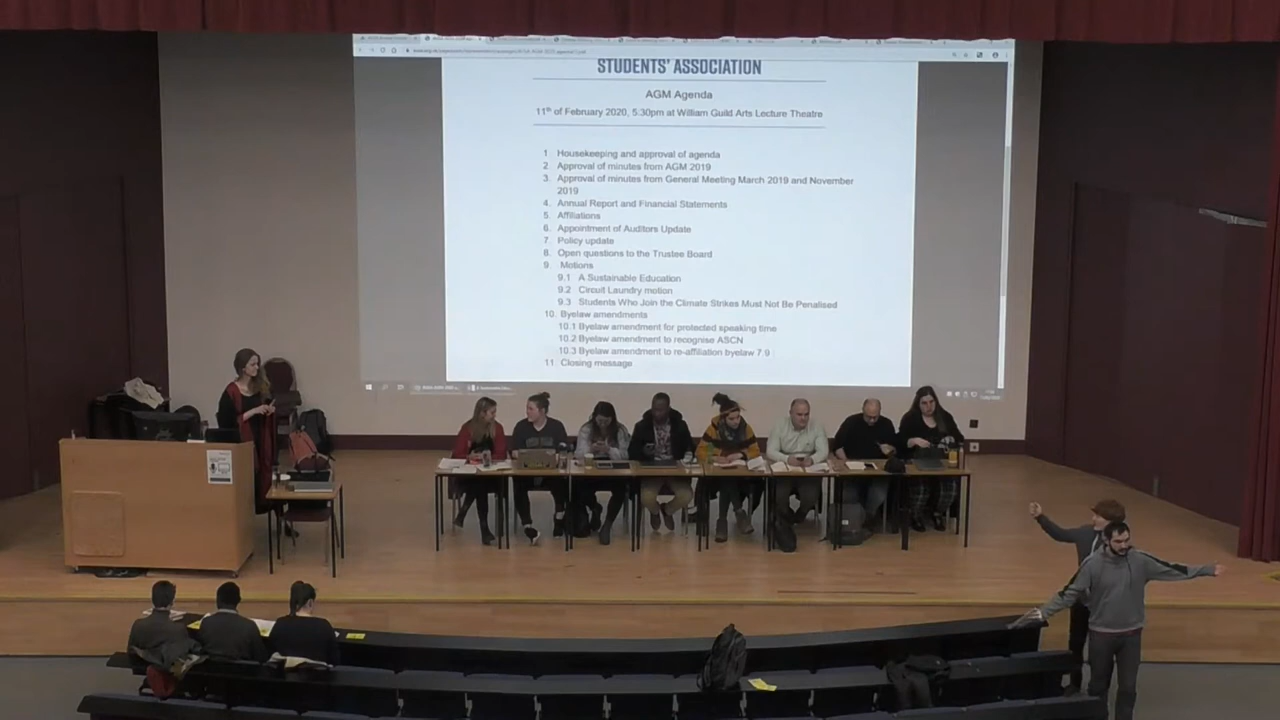 STUDENTS' ASSOCIATION
AGM Agenda
11th of February 2020, 5:30pm at William Guild Arts Lecture Theatre
1 Housekeeping and approval of agenda
2. Approval of minutes from AGM 2019
3. Approval of minutes from General Meeting March 2019 and November
2019
4. Annual Report and Financial Statements
5. Affiliations
6. Appointment of Auditors Update
7. Policy update
8. Open questions to the Trustee Board
9. Motions
9.1 A Sustainable Education
9.2 Circuit Laundry motion
9.3 Students Who Join the Climate Strikes Must Not Be Penalised
10. Byelaw amendments
10.1 Byelaw amendment for protected speaking time
10.2 Byelaw amendment to recognise ASCN
10.3 Byelaw amendment to re-affiliation byelaw 7.9
11. Closing message